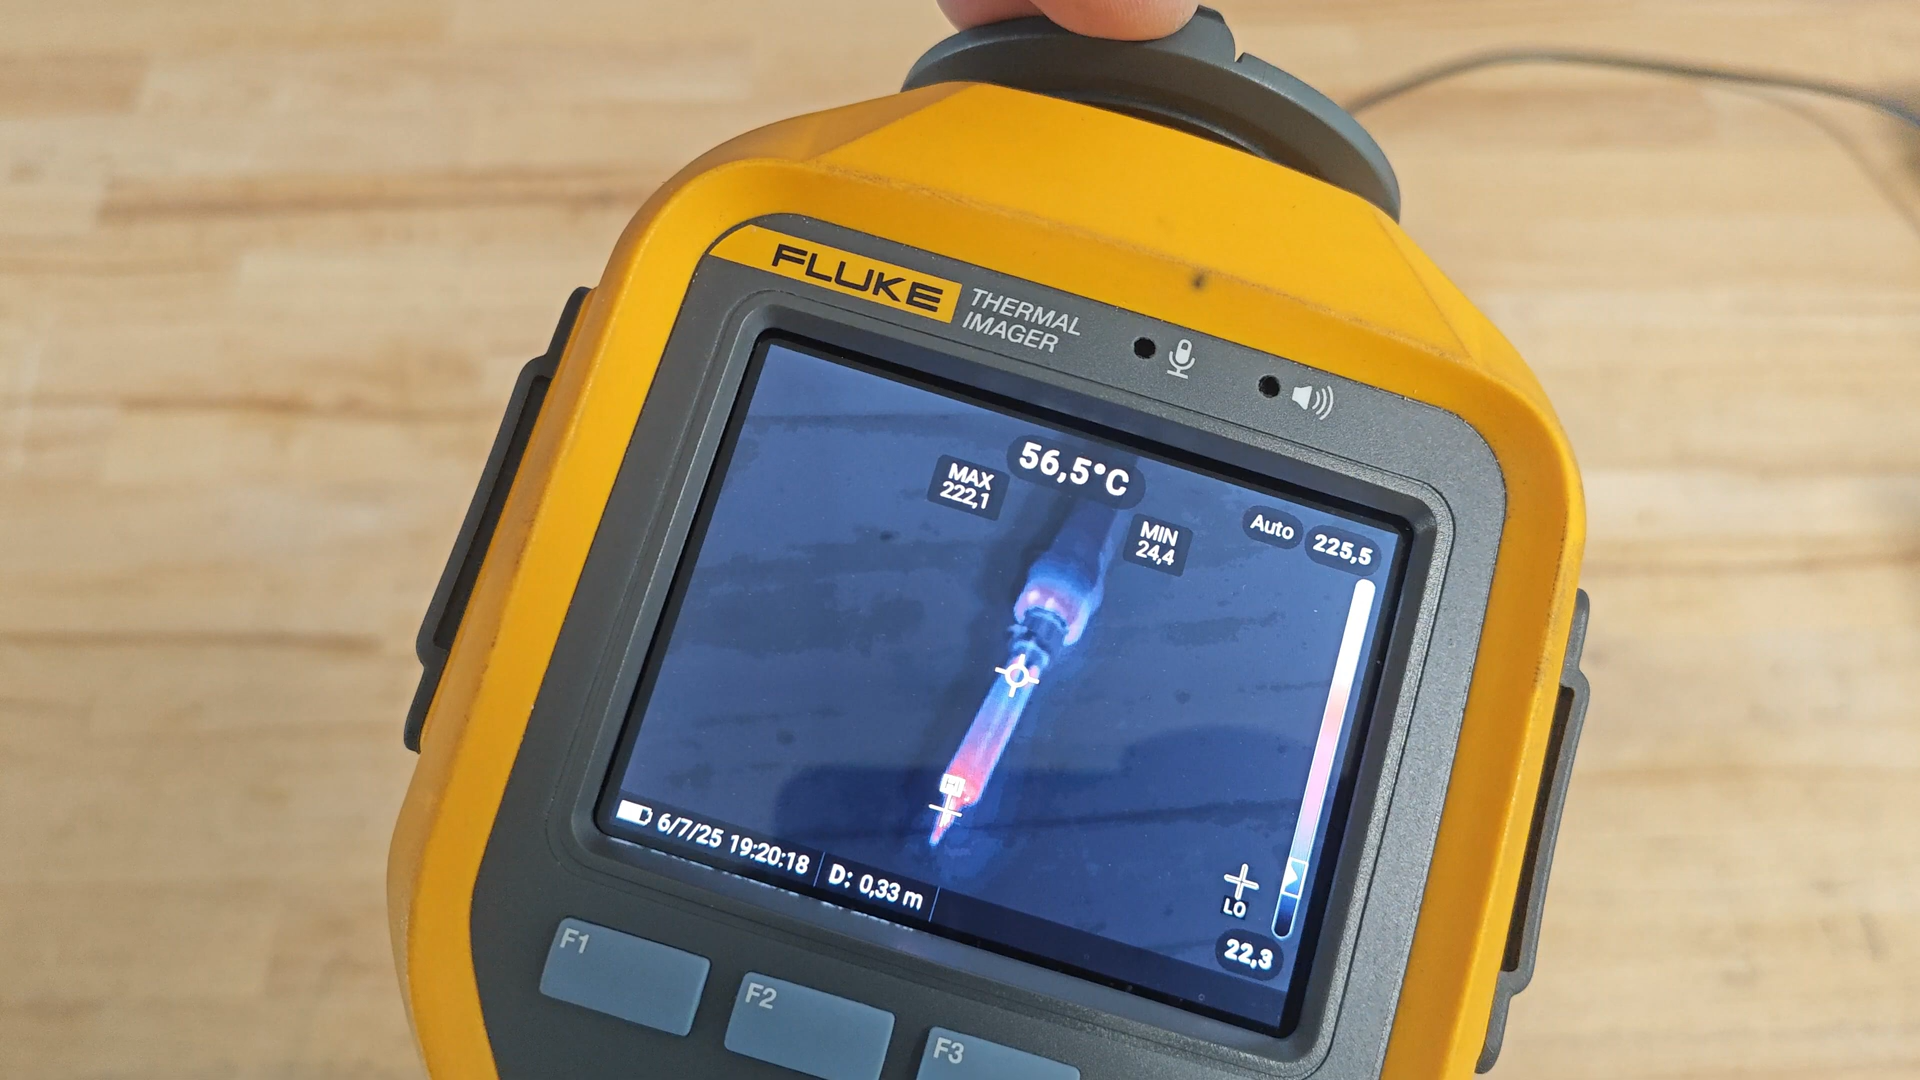 FLUKE
THERMAL
IMAGER
56,5°C
MAX
222,1
MIN
24,4
Auto 225,5
H
LO
22,3
6/7/25 19:20:18 D: 0,33 m
F1
F2
F3